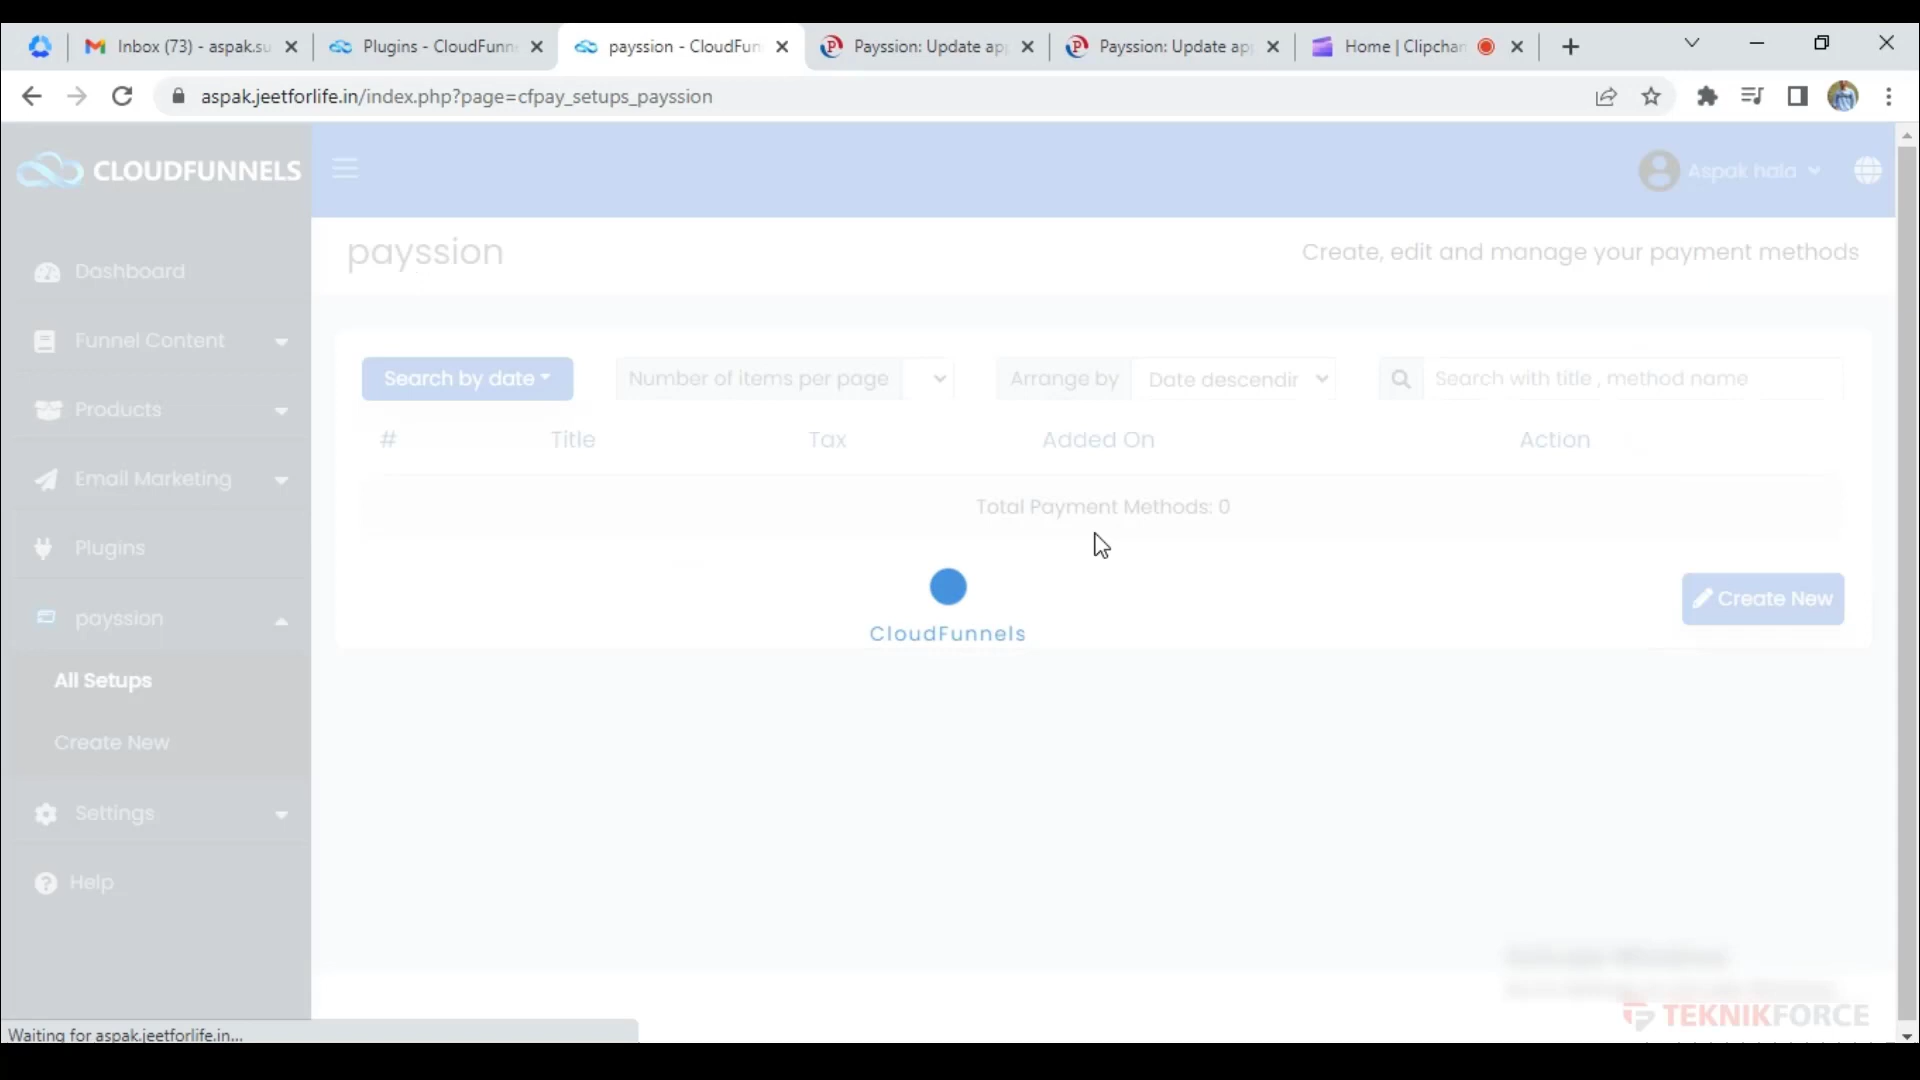 Inbox (73) - aspak.su
Plugins - CloudFunn
payssion - CloudFun
Payssion: Update ap
Payssion: Update ap
Home | Clipchan
aspak.jeetforlife.in/index.php?page=cfpay_setups_payssion
CLOUDFUNNELS
Aspak hala
payssion
Create, edit and manage your payment methods
Dashboard
Funnel Content
Products
Email Marketing
Plugins
payssion
All Setups
Create New
Settings
Help
Search by date
Number of items per page
Arrange by
Date descendin
Search with title , method name
# Title Tax Added On Action
Total Payment Methods: 0
CloudFunnels
Create New
TEKNIKFORCE
Waiting for aspak.jeetforlife.in...